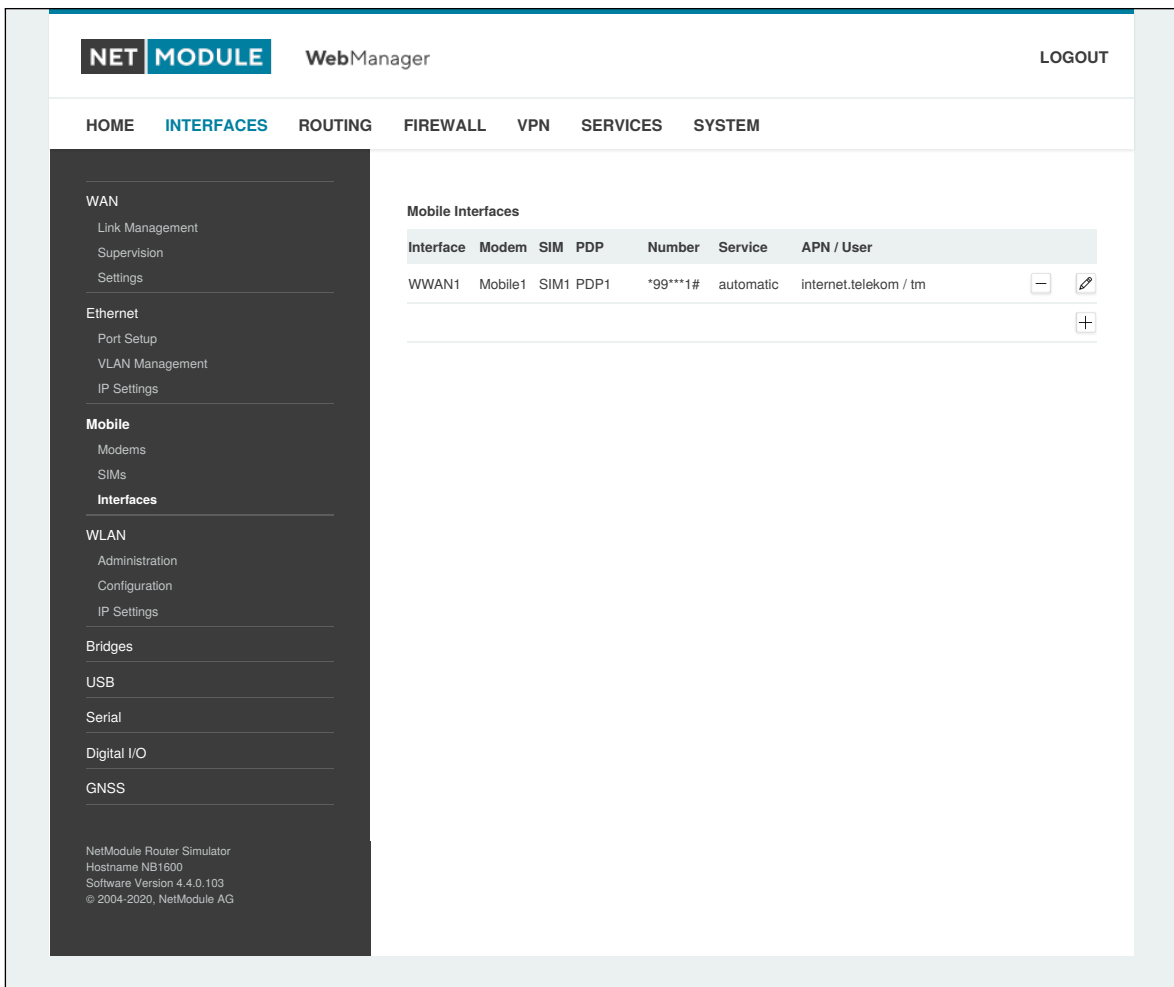 NET MODULE WebManager LOGOUT
HOME INTERFACES ROUTING FIREWALL VPN SERVICES SYSTEM
WAN
Link Management
Supervision
Settings
Ethernet
Port Setup
VLAN Management
IP Settings
Mobile
Modems
SIMs
Interfaces
WLAN
Administration
Configuration
IP Settings
Bridges
USB
Serial
Digital I/O
GNSS
NetModule Router Simulator
Hostname NB1600
Software Version 4.4.0.103
© 2004-2020, NetModule AG
Mobile Interfaces
Interface Modem SIM PDP Number Service APN / User
WWAN1 Mobile1 SIM1 PDP1 *99***1# automatic internet.telekom / tm